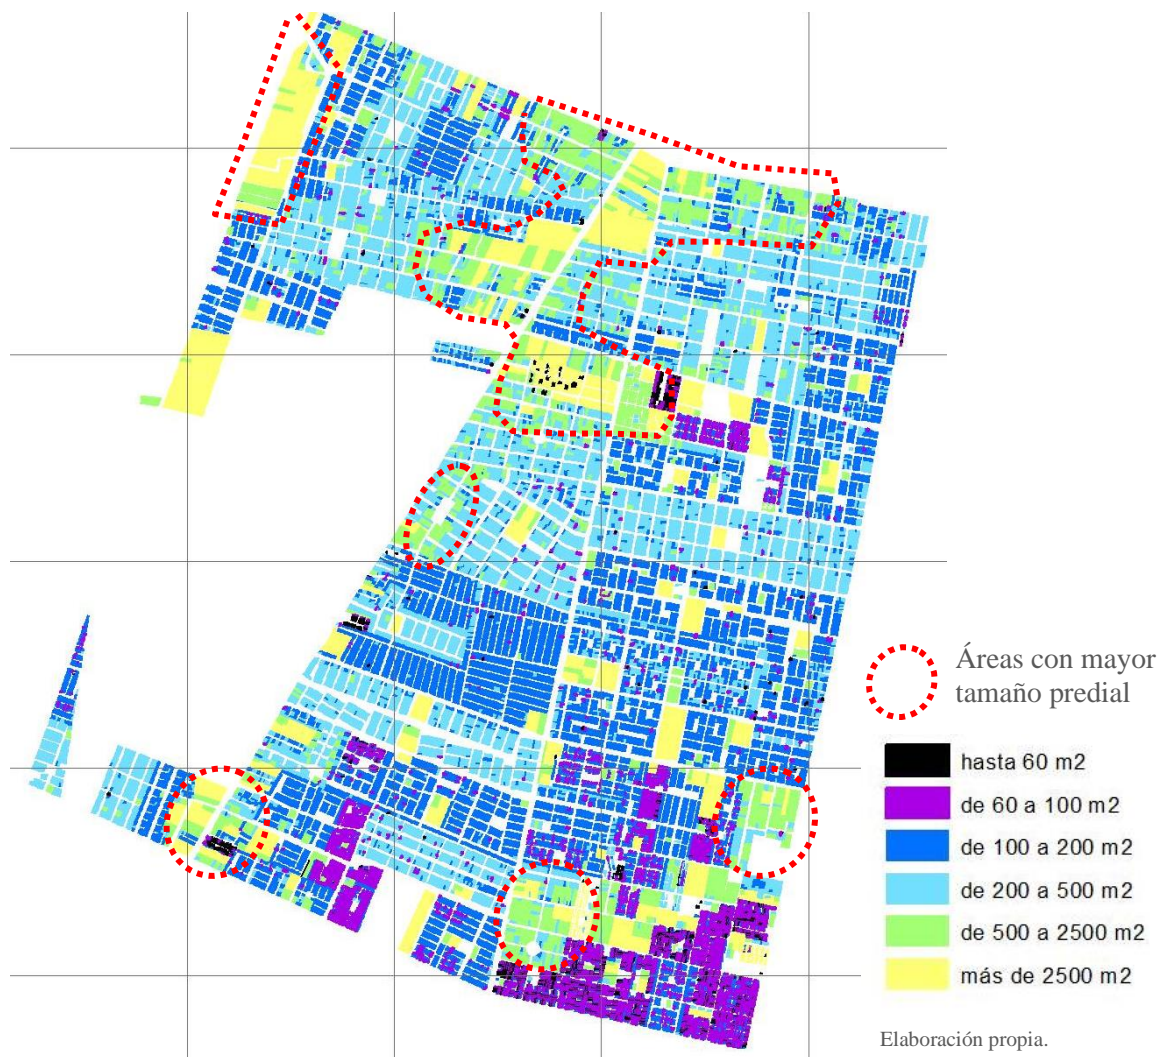 Áreas con mayor
tamaño predial
hasta 60 m2
de 60 a 100 m2
de 100 a 200 m2
de 200 a 500 m2
de 500 a 2500 m2
más de 2500 m2
Elaboración propia.